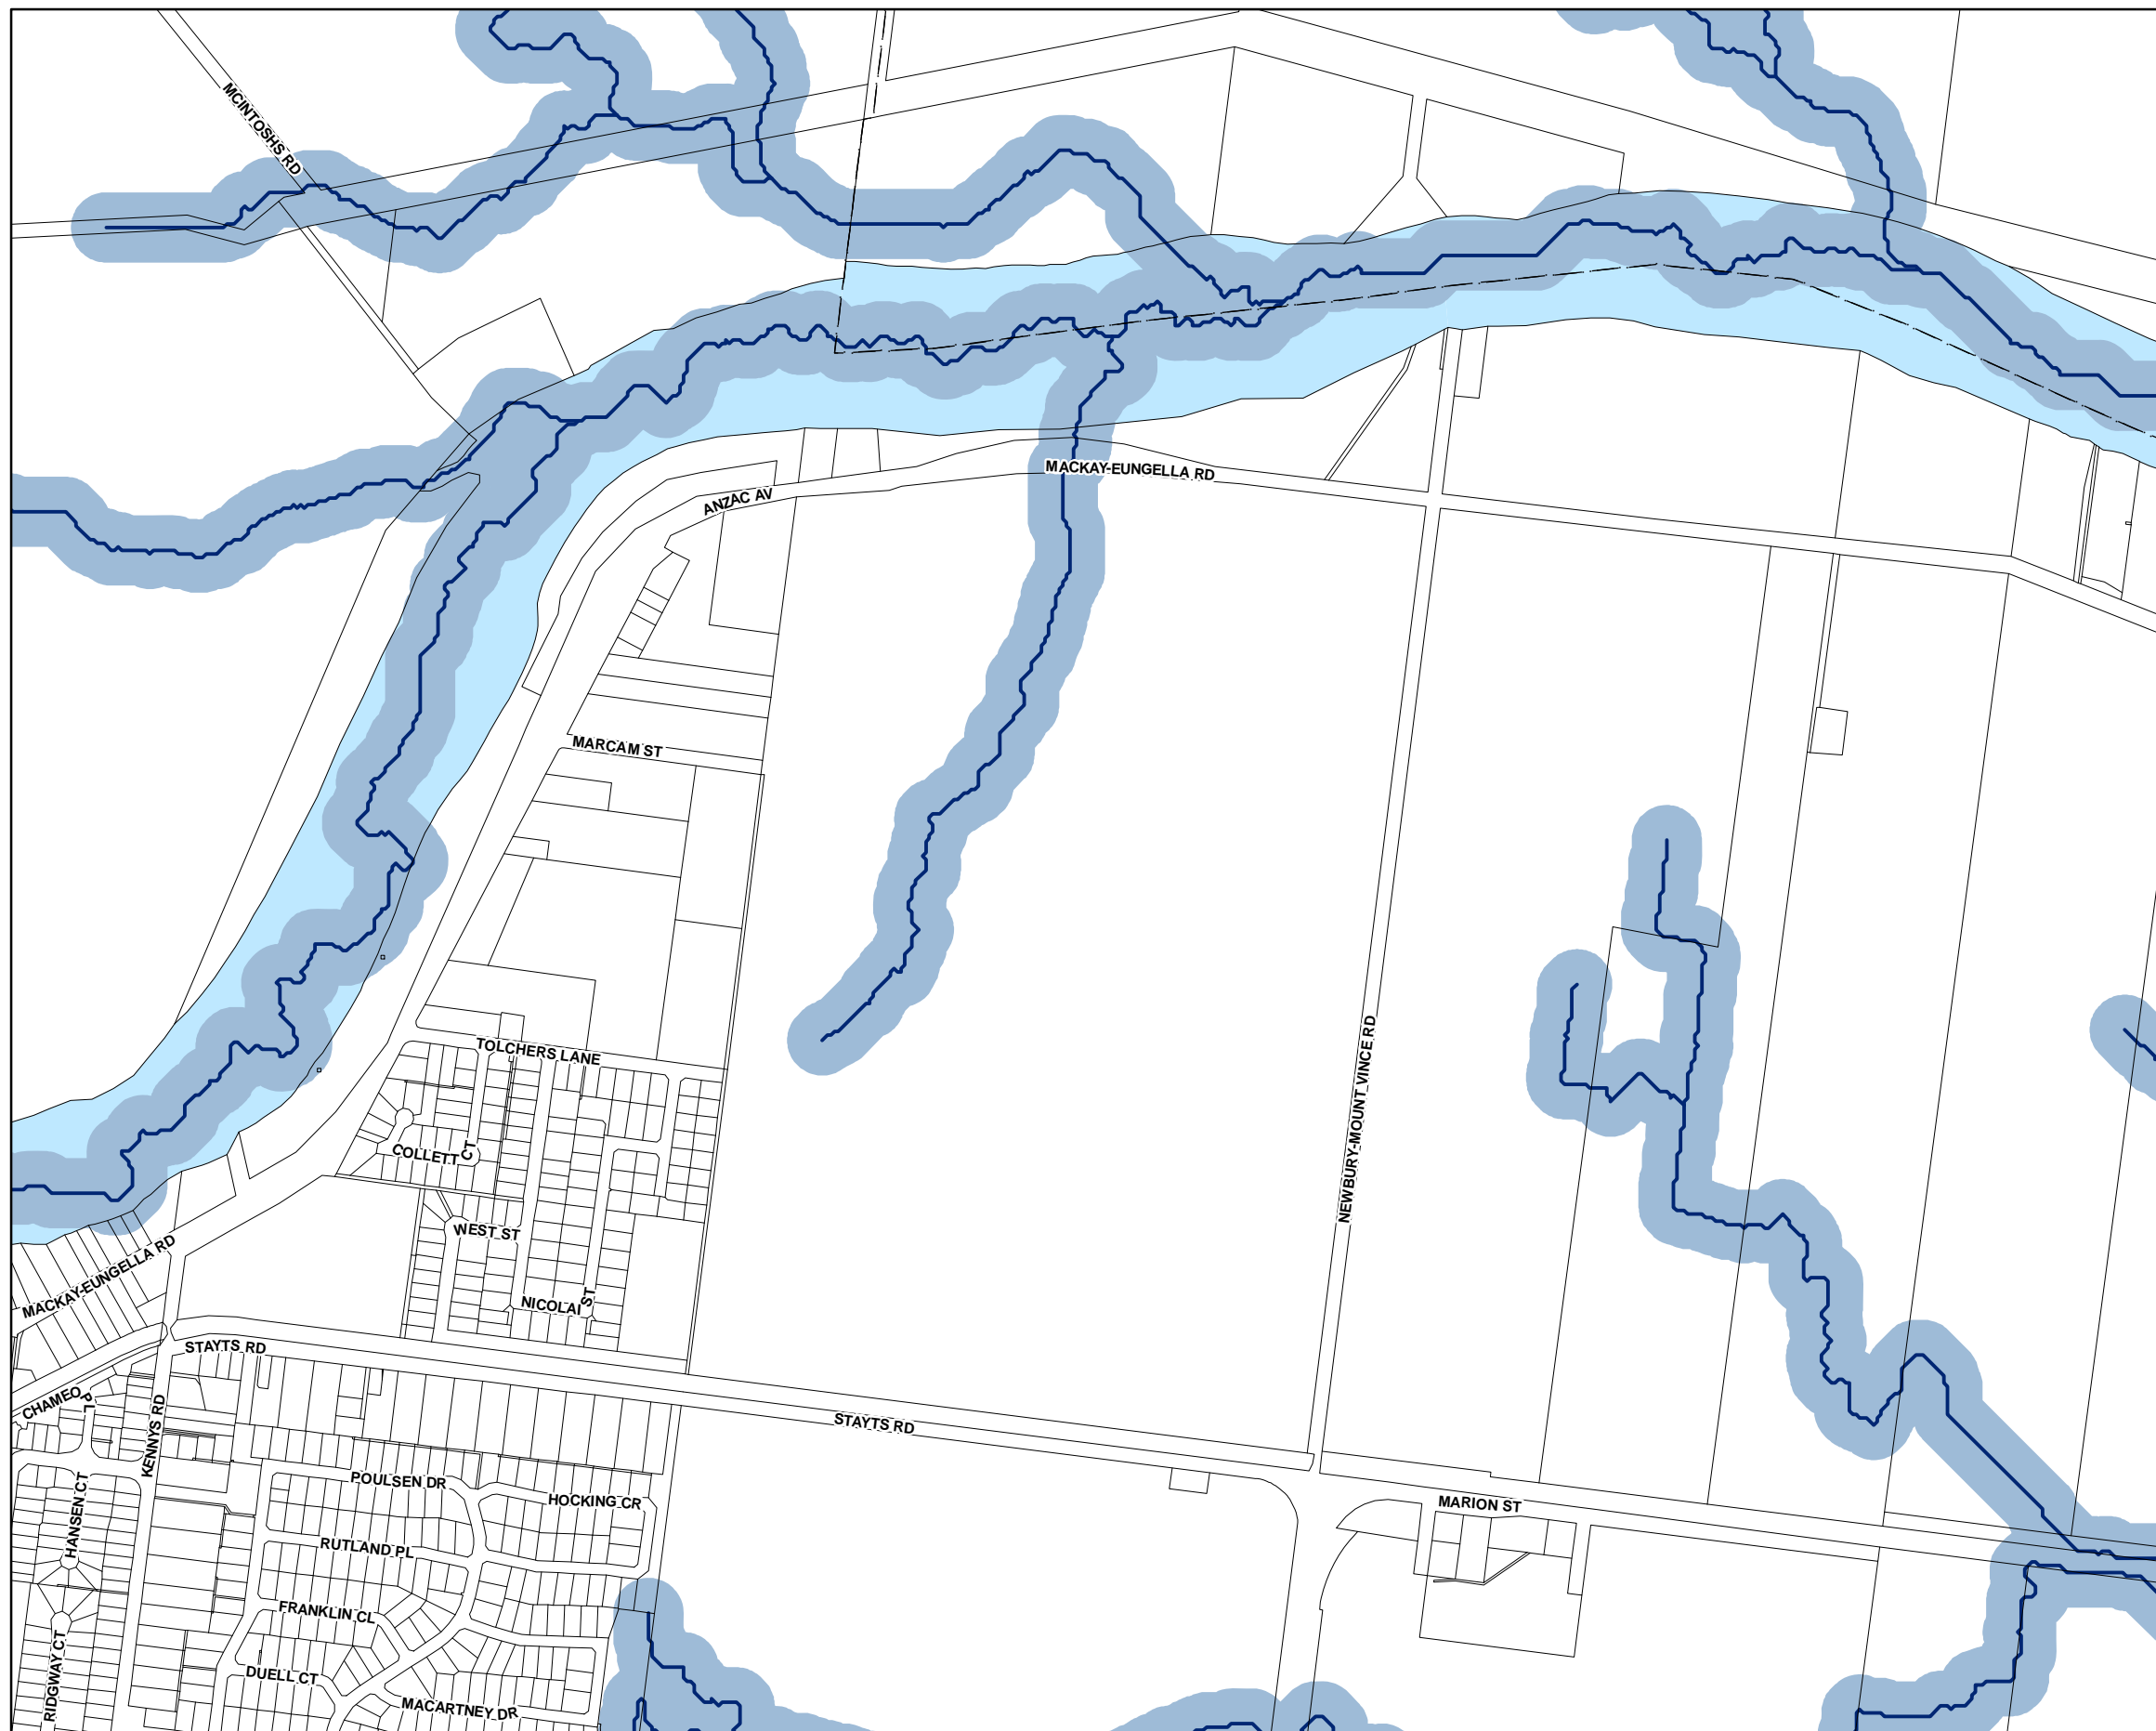 MCINTOSHS RD
MACKAY-EUNGELLA RD
ANZAC AV
MARCAM ST
TOLCHERS LANE
COLLETT CT
NEWBURY-MOUNT VINCE RD
WEST ST
MACKAY-EUNGELLA RD
NICOLAI ST
STAYTS RD
CHAMEO PL
KENNYS RD
STAYTS RD
POULSEN DR
HOCKING CR
MARION ST
HANSEN CT
RUTLAND PL
FRANKLIN CL
RIDGWAY CT
DUELL CT
MACARTNEY DR